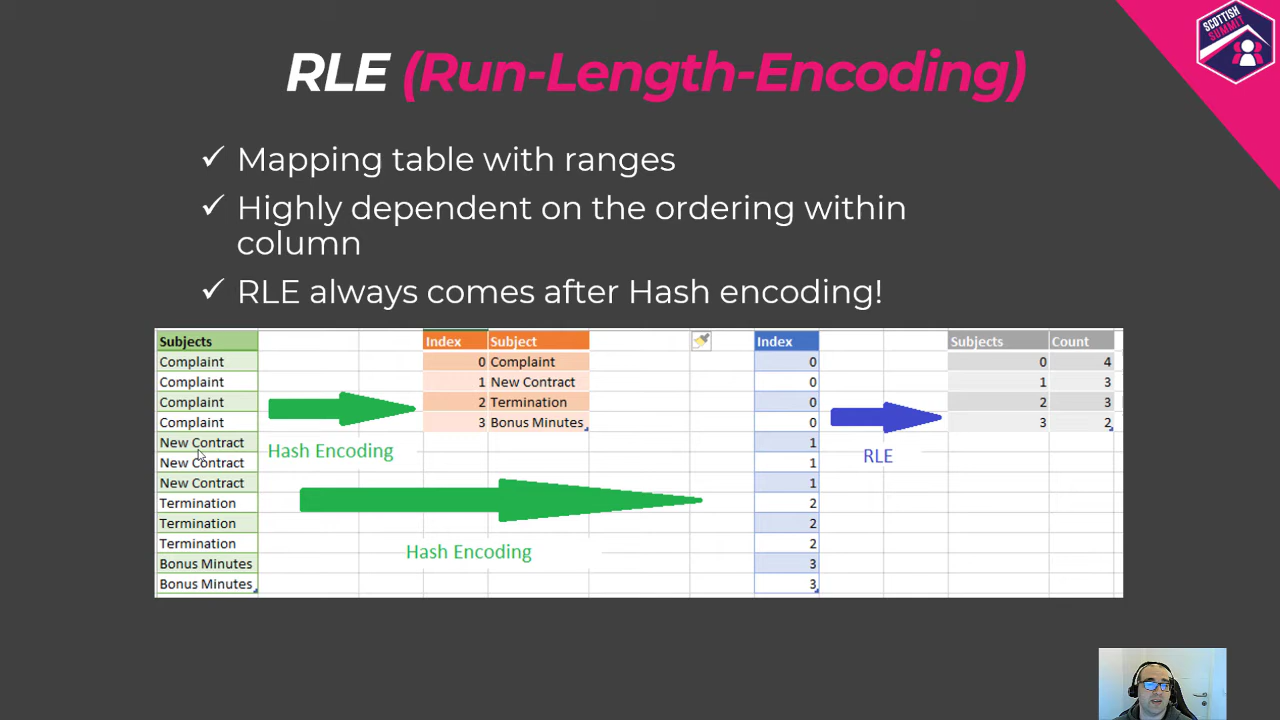 SCOTTISH
SUMMIT
RLE (Run-Length-Encoding)
✓ Mapping table with ranges
✓ Highly dependent on the ordering within
column
✓ RLE always comes after Hash encoding!
Subjects
Complaint
Complaint
Complaint
Complaint
New Contract
New Contract
New Contract
Termination
Termination
Termination
Bonus Minutes
Bonus Minutes
Hash Encoding
Index Subject
0 Complaint
1 New Contract
2 Termination
3 Bonus Minutes
Hash Encoding
Index
0
0
0
0
1
1
1
2
2
2
3
3
RLE
Subjects Count
0 4
1 3
2 3
3 2